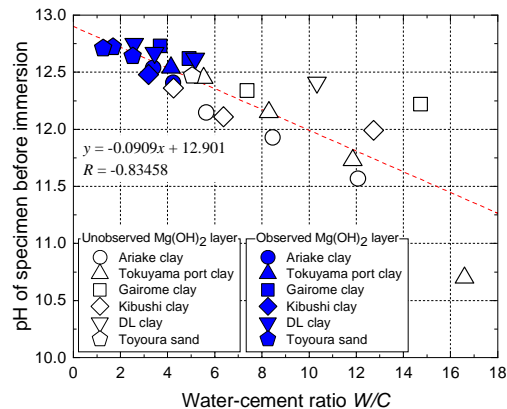 13.0
12.5
12.0
11.5
11.0
10.5
10.0
pH of specimen before immersion
y = -0.0909x + 12.901
R = -0.83458
Unobserved Mg(OH)2 layer
Ariake clay
Tokuyama port clay
Gairome clay
Kibushi clay
DL clay
Toyoura sand
Observed Mg(OH)2 layer
Ariake clay
Tokuyama port clay
Gairome clay
Kibushi clay
DL clay
Toyoura sand
0 2 4 6 8 10 12 14 16 18
Water-cement ratio W/C